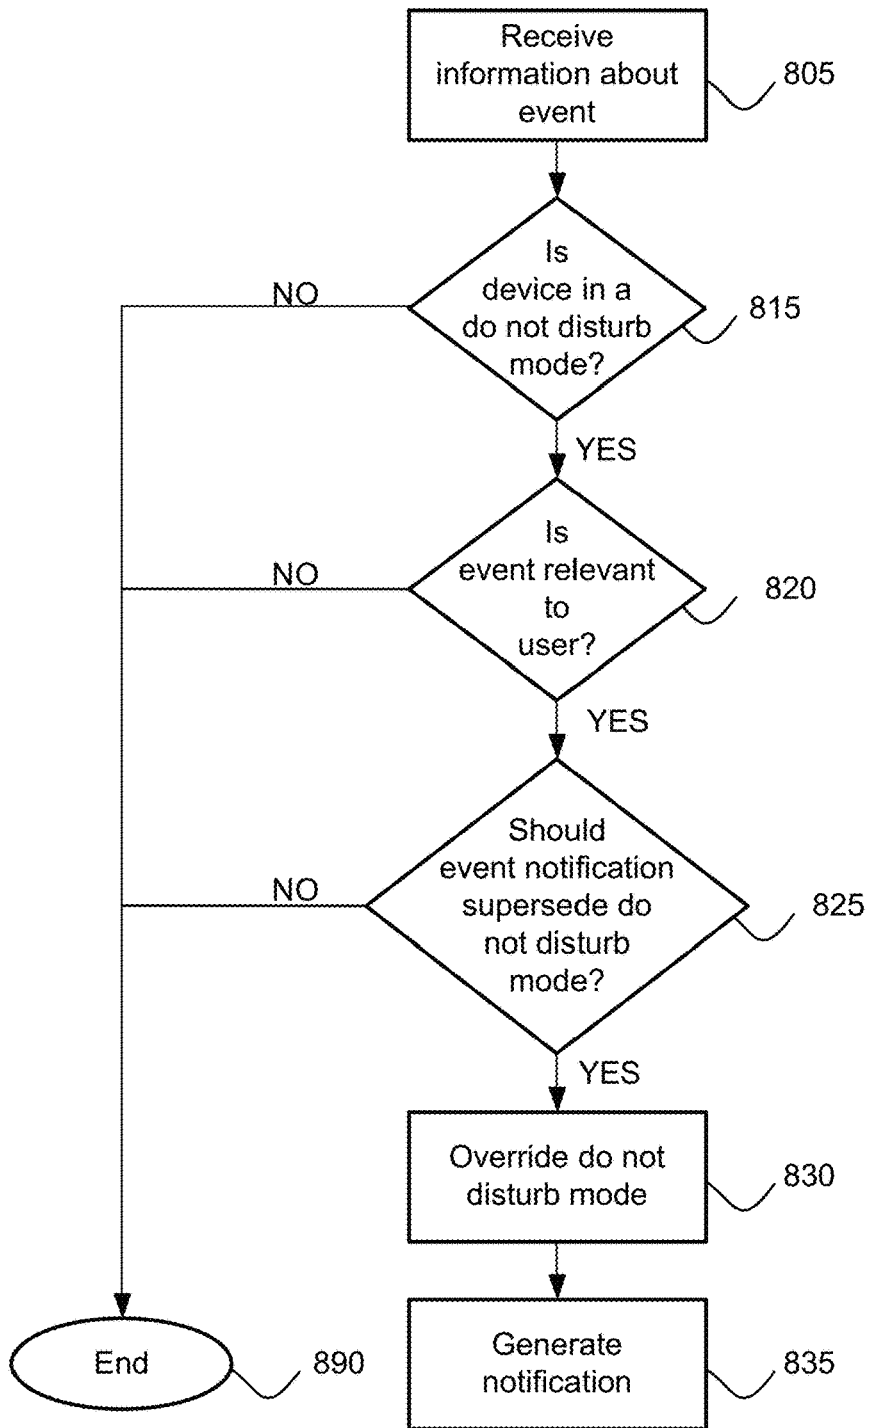 Receive
information about
event
805
Is
device in a
do not disturb
mode?
815
NO
YES
Is
event relevant
to
user?
820
NO
YES
Should
event notification
supersede do
not disturb
mode?
825
NO
YES
Override do not
disturb mode
830
Generate
notification
835
End
890